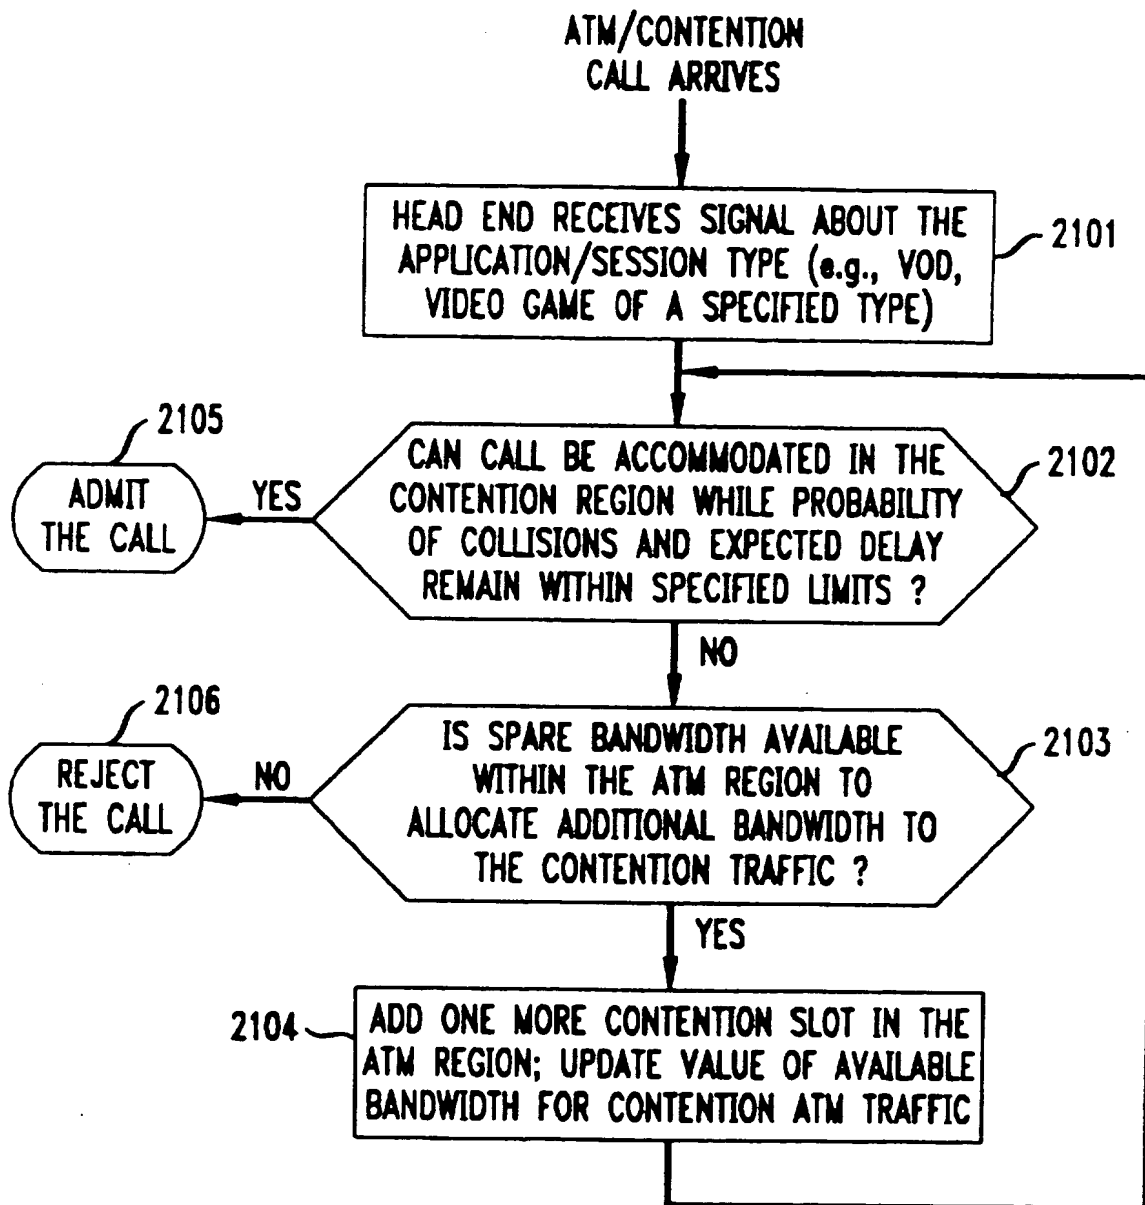 ATM/CONTENTION
CALL ARRIVES
HEAD END RECEIVES SIGNAL ABOUT THE
APPLICATION/SESSION TYPE (e.g., VOD,
VIDEO GAME OF A SPECIFIED TYPE)
2101
2105
ADMIT
THE CALL
YES
CAN CALL BE ACCOMMODATED IN THE
CONTENTION REGION WHILE PROBABILITY
OF COLLISIONS AND EXPECTED DELAY
REMAIN WITHIN SPECIFIED LIMITS ?
2102
NO
2106
REJECT
THE CALL
NO
IS SPARE BANDWIDTH AVAILABLE
WITHIN THE ATM REGION TO
ALLOCATE ADDITIONAL BANDWIDTH TO
THE CONTENTION TRAFFIC ?
2103
YES
2104
ADD ONE MORE CONTENTION SLOT IN THE
ATM REGION; UPDATE VALUE OF AVAILABLE
BANDWIDTH FOR CONTENTION ATM TRAFFIC